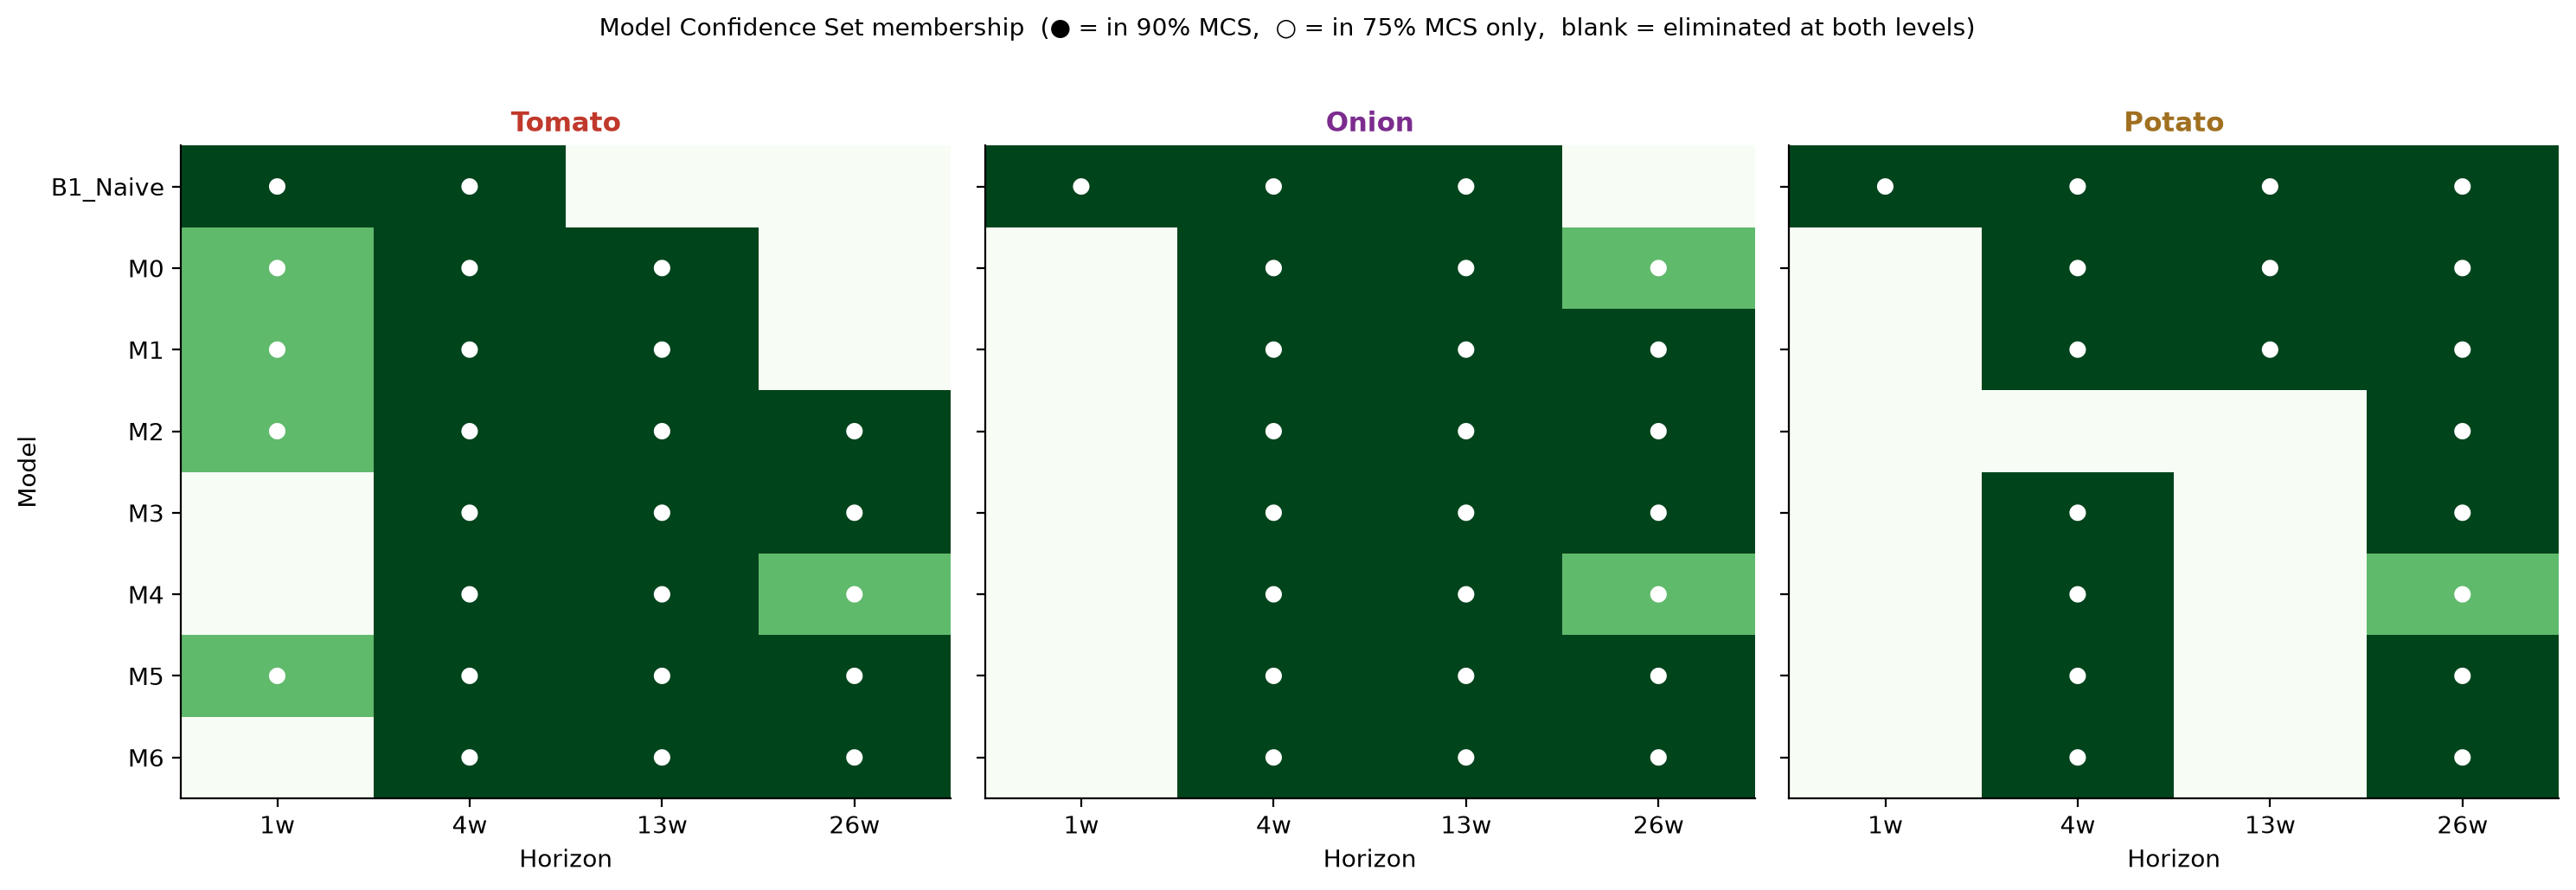 Model Confidence Set membership  (● = in 90% MCS,  ○ = in 75% MCS only,  blank = eliminated at both levels)
Tomato
Onion
Potato
Model
B1_Naive
M0
M1
M2
M3
M4
M5
M6
1w 4w 13w 26w
1w 4w 13w 26w
1w 4w 13w 26w
Horizon
Horizon
Horizon